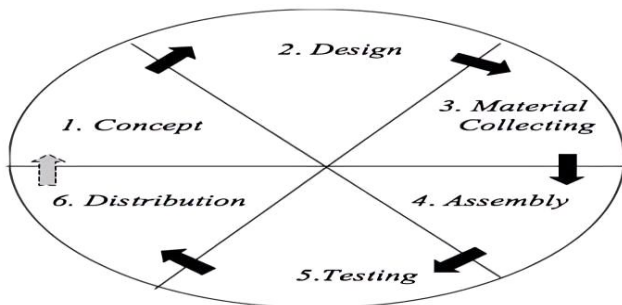 1. Concept
2. Design
3. Material
Collecting
4. Assembly
5.Testing
6. Distribution